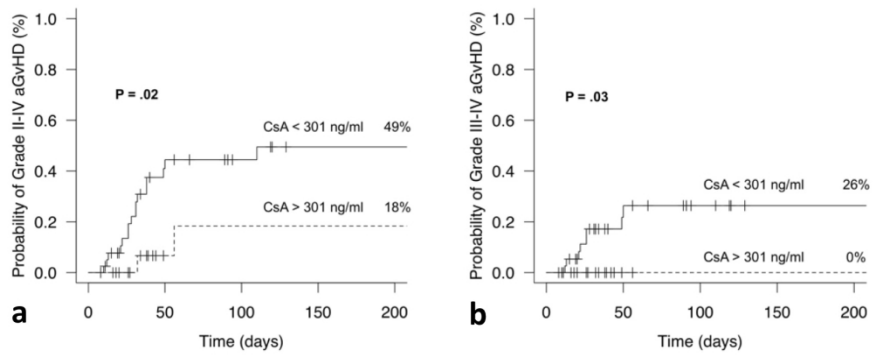 Probability of Grade II-IV aGvHD (%)
1.0
0.8
0.6
0.4
0.2
0.0
P = .02
CsA < 301 ng/ml 49%
CsA > 301 ng/ml 18%
0 50 100 150 200
Time (days)
a
Probability of Grade III-IV aGvHD (%)
1.0
0.8
0.6
0.4
0.2
0.0
P = .03
CsA < 301 ng/ml 26%
CsA > 301 ng/ml 0%
0 50 100 150 200
Time (days)
b